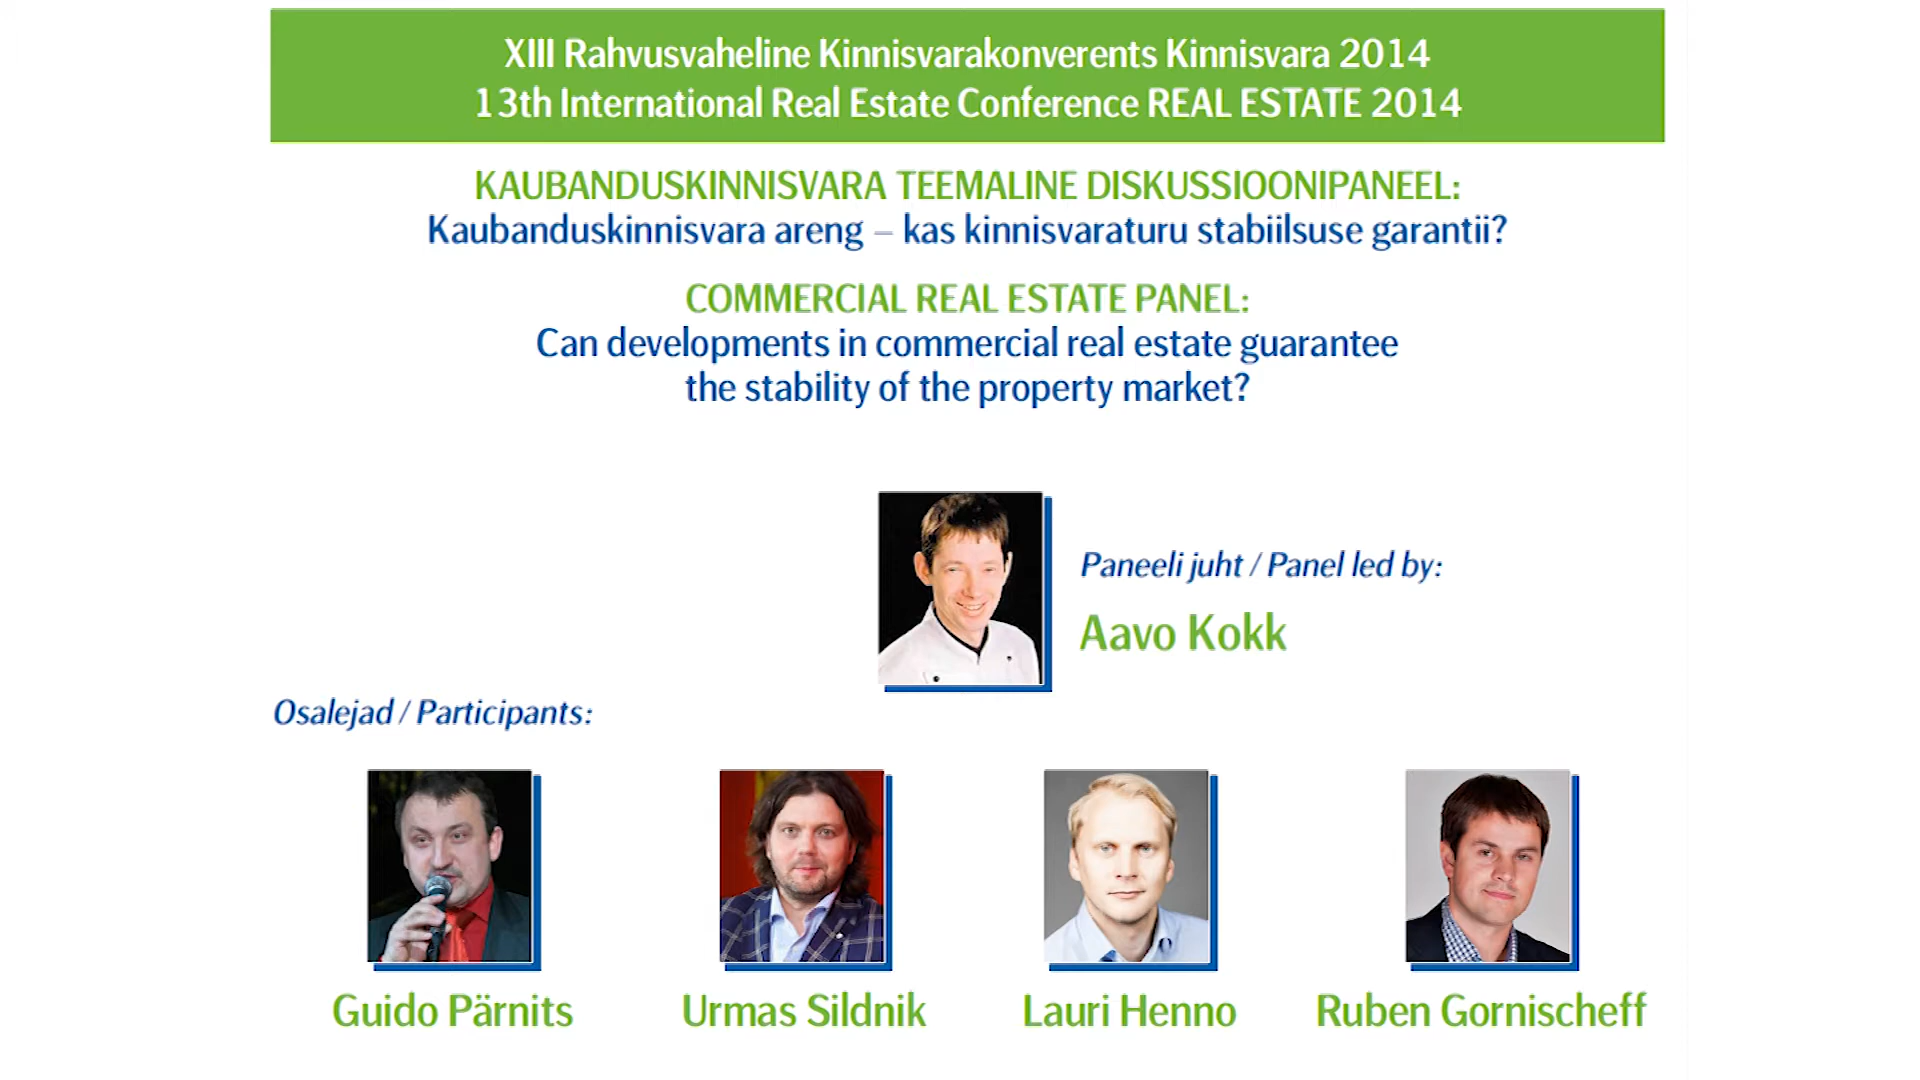 XIII Rahvusvaheline Kinnisvarakonverents Kinnisvara 2014
13th International Real Estate Conference REAL ESTATE 2014
KAUBANDUSKINNISVARA TEEMALINE DISKUSSIOONIPANEEL:
Kaubanduskinnisvara areng – kas kinnisvaraturu stabiilsuse garantii?
COMMERCIAL REAL ESTATE PANEL:
Can developments in commercial real estate guarantee
the stability of the property market?
Paneeli juht / Panel led by:
Aavo Kokk
Osalejad / Participants:
Guido Pärnits
Urmas Sildnik
Lauri Henno
Ruben Gornischeff